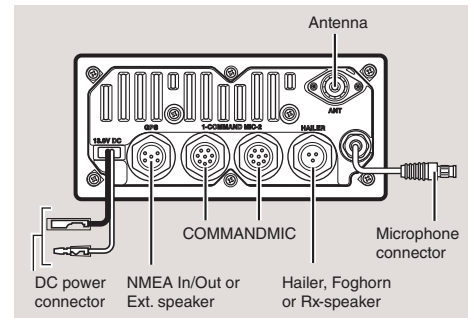 Antenna
ANT
GPS
1-COMMAND MIC-2
HAILER
13.8V DC
COMMANDMIC
Microphone
connector
DC power
connector
NMEA In/Out or
Ext. speaker
Hailer, Foghorn
or Rx-speaker